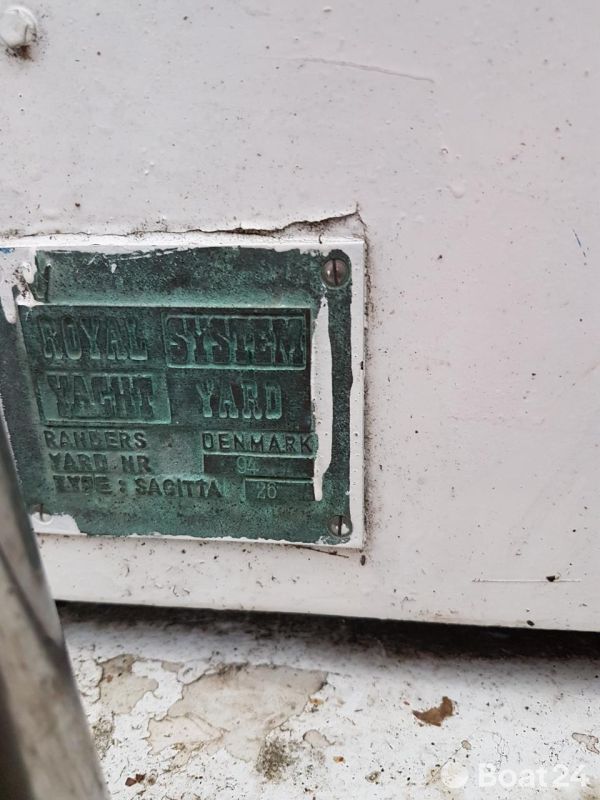 ROYAL SYSTEM
YACHT YARD
RANDERS DENMARK
YARD NR 94
TYPE: SAGITTA 26
Boat24